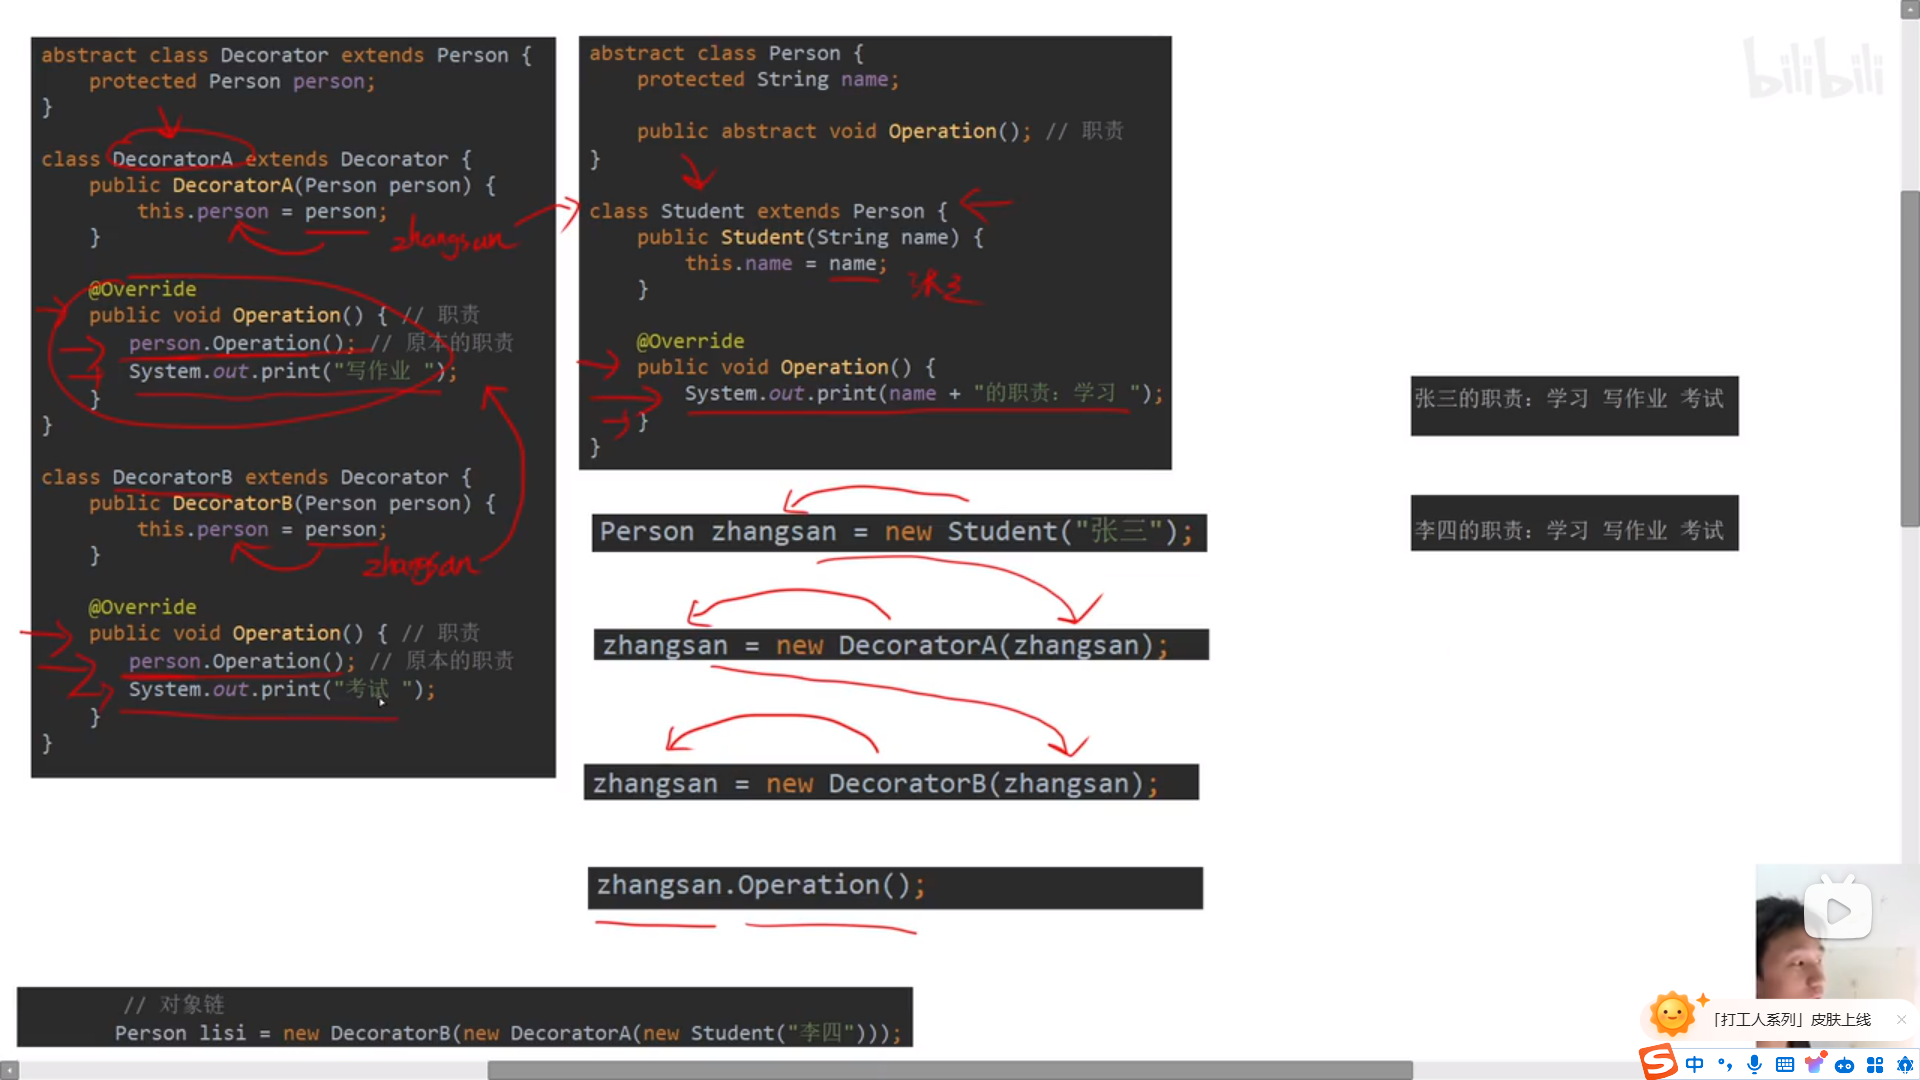 abstract class Decorator extends Person {
protected Person person;
}
class DecoratorA extends Decorator {
public DecoratorA(Person person) {
this.person = person;
zhangsan
}
@Override
public void Operation() { // 职责
person.Operation(); // 原本的职责
System.out.print("写作业 ");
}
}
class DecoratorB extends Decorator {
public DecoratorB(Person person) {
this.person = person;
}
zhangsan
@Override
public void Operation() { // 职责
person.Operation(); // 原本的职责
System.out.print("考试 ");
}
}
abstract class Person {
protected String name;
public abstract void Operation(); // 职责
}
class Student extends Person {
public Student(String name) {
this.name = name;
张三
}
@Override
public void Operation() {
System.out.print(name + "的职责: 学习 ");
}
}
Person zhangsan = new Student("张三");
zhangsan = new DecoratorA(zhangsan);
zhangsan = new DecoratorB(zhangsan);
zhangsan.Operation();
张三的职责: 学习 写作业 考试
李四的职责: 学习 写作业 考试
// 对象链
Person lisi = new DecoratorB(new DecoratorA(new Student("李四")));
bilibili
「打工人系列」皮肤上线
S 中